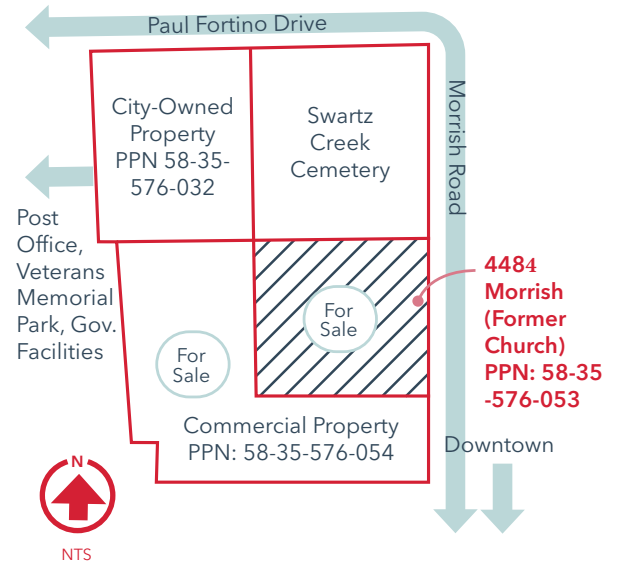 Paul Fortino Drive
City-Owned
Property
PPN 58-35-
576-032
Swartz
Creek
Cemetery
Morrish Road
Post
Office,
Veterans
Memorial
Park, Gov.
Facilities
For
Sale
For
Sale
4484
Morrish
(Former
Church)
PPN: 58-35
-576-053
Commercial Property
PPN: 58-35-576-054
Downtown
N
NTS